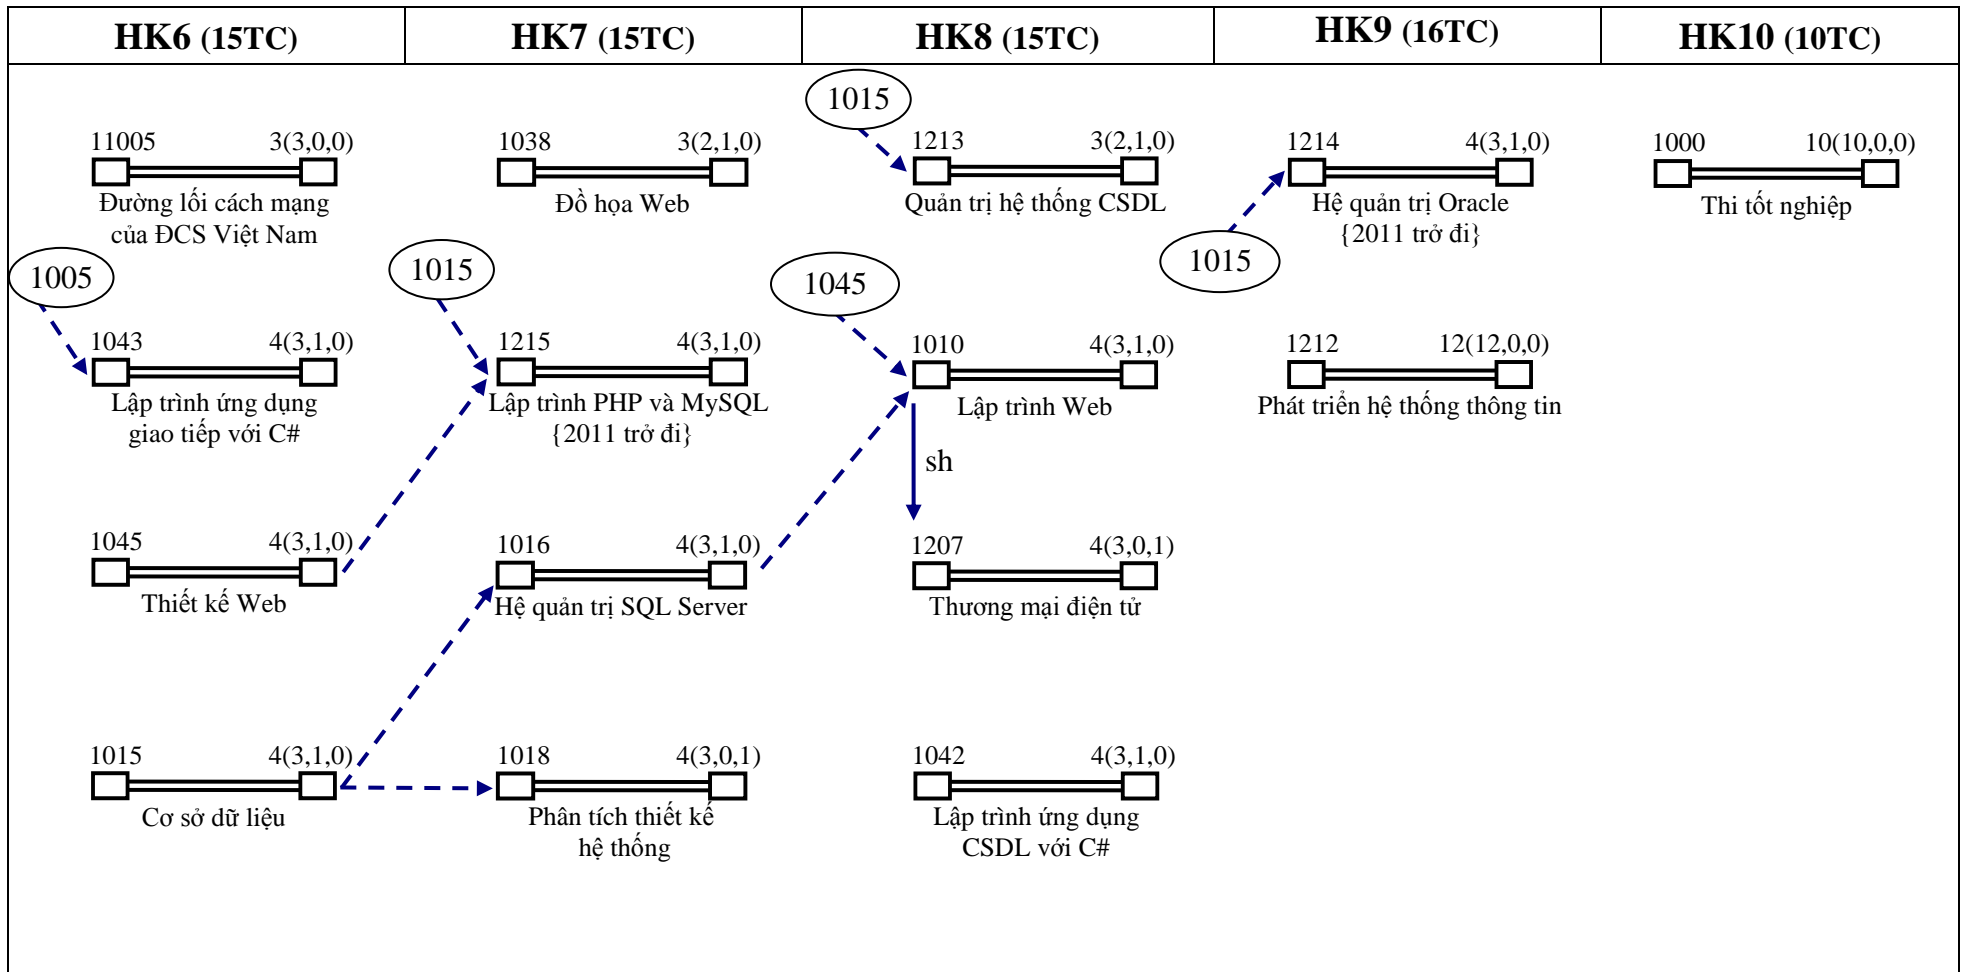 HK6 (15TC)
HK7 (15TC)
HK8 (15TC)
HK9 (16TC)
HK10 (10TC)
1015
11005 3(3,0,0)
Đường lối cách mạng
của ĐCS Việt Nam
1038 3(2,1,0)
Đồ họa Web
1213 3(2,1,0)
Quản trị hệ thống CSDL
1214 4(3,1,0)
Hệ quản trị Oracle
{2011 trở đi}
1000 10(10,0,0)
Thi tốt nghiệp
1005
1015
1045
1015
1043 4(3,1,0)
Lập trình ứng dụng
giao tiếp với C#
1215 4(3,1,0)
Lập trình PHP và MySQL
{2011 trở đi}
1010 4(3,1,0)
Lập trình Web
sh
1212 12(12,0,0)
Phát triển hệ thống thông tin
1045 4(3,1,0)
Thiết kế Web
1016 4(3,1,0)
Hệ quản trị SQL Server
1207 4(3,0,1)
Thương mại điện tử
1015 4(3,1,0)
Cơ sở dữ liệu
1018 4(3,0,1)
Phân tích thiết kế
hệ thống
1042 4(3,1,0)
Lập trình ứng dụng
CSDL với C#